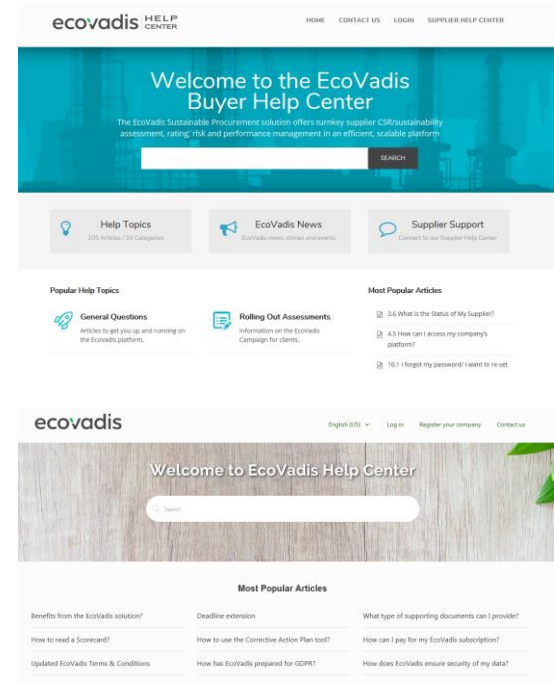 ecovadis HELP CENTER
HOME CONTACT US LOGIN SUPPLIER HELP CENTER
Welcome to the EcoVadis
Buyer Help Center
The EcoVadis Sustainable Procurement solution offers turnkey supplier CSR/sustainability
assessment, rating, risk and performance management in an efficient, scalable platform
SEARCH
Help Topics
105 Articles / 10 Categories
EcoVadis News
EcoVadis news, stories and events.
Supplier Support
Connect to our Supplier Help Center
Popular Help Topics
General Questions
Articles to get you up and running on
the EcoVadis platform.
Rolling Out Assessments
Information on the EcoVadis
Campaign for clients.
Most Popular Articles
3.6 What is the Status of My Supplier?
4.5 How can I access my company's
platform?
10.1 I forgot my password/ I want to re-set
ecovadis
English (US) Log in Register your company Contact us
Welcome to EcoVadis Help Center
Search
Most Popular Articles
Benefits from the EcoVadis solution? Deadline extension What type of supporting documents can I provide?
How to read a Scorecard? How to use the Corrective Action Plan tool? How can I pay for my EcoVadis subscription?
Updated EcoVadis Terms & Conditions How has EcoVadis prepared for GDPR? How does EcoVadis ensure security of my data?